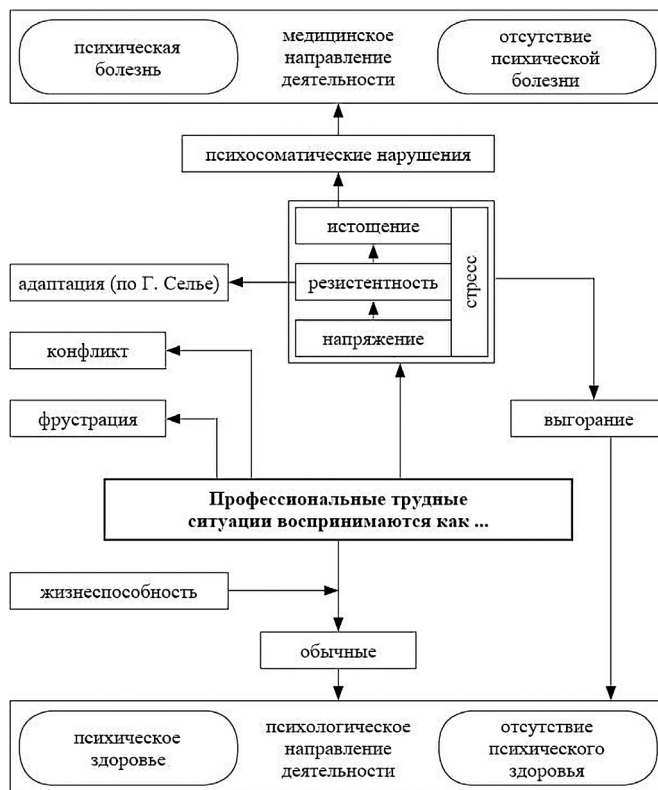 психическая
болезнь
медицинское
направление
деятельности
отсутствие
психической
болезни
психосоматические нарушения
истощение
резистентность
напряжение
стресс
адаптация (по Г. Селье)
конфликт
фрустрация
выгорание
Профессиональные трудные
ситуации воспринимаются как ...
жизнеспособность
обычные
психическое
здоровье
психологическое
направление
деятельности
отсутствие
психического
здоровья